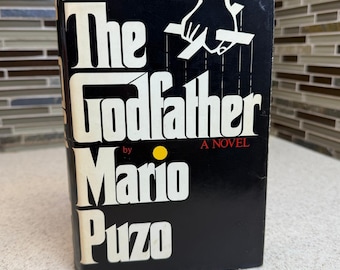 The
Godfather
by A NOVEL
Mario
Puzo